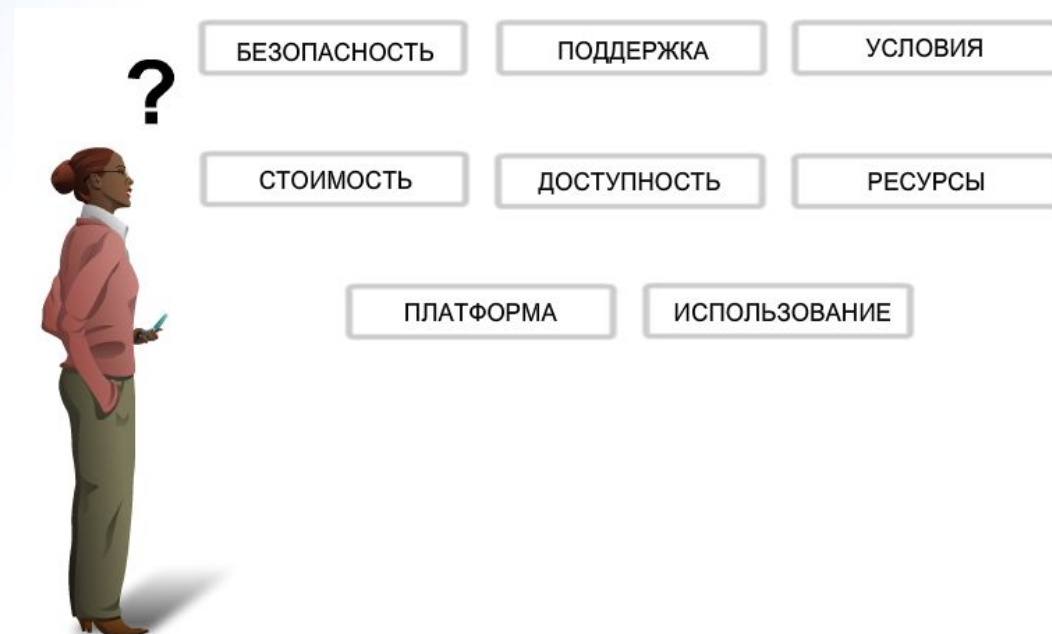 ?
БЕЗОПАСНОСТЬ ПОДДЕРЖКА УСЛОВИЯ
СТОИМОСТЬ ДОСТУПНОСТЬ РЕСУРСЫ
ПЛАТФОРМА ИСПОЛЬЗОВАНИЕ